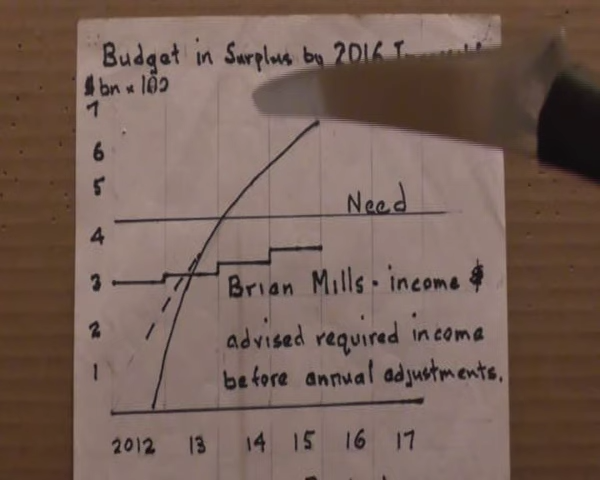 Budget in Surplus by 2016
$bn x 100
7
6
5
Need
4
3
Brian Mills - income $
2
advised required income
1
before annual adjustments.
2012 13 14 15 16 17